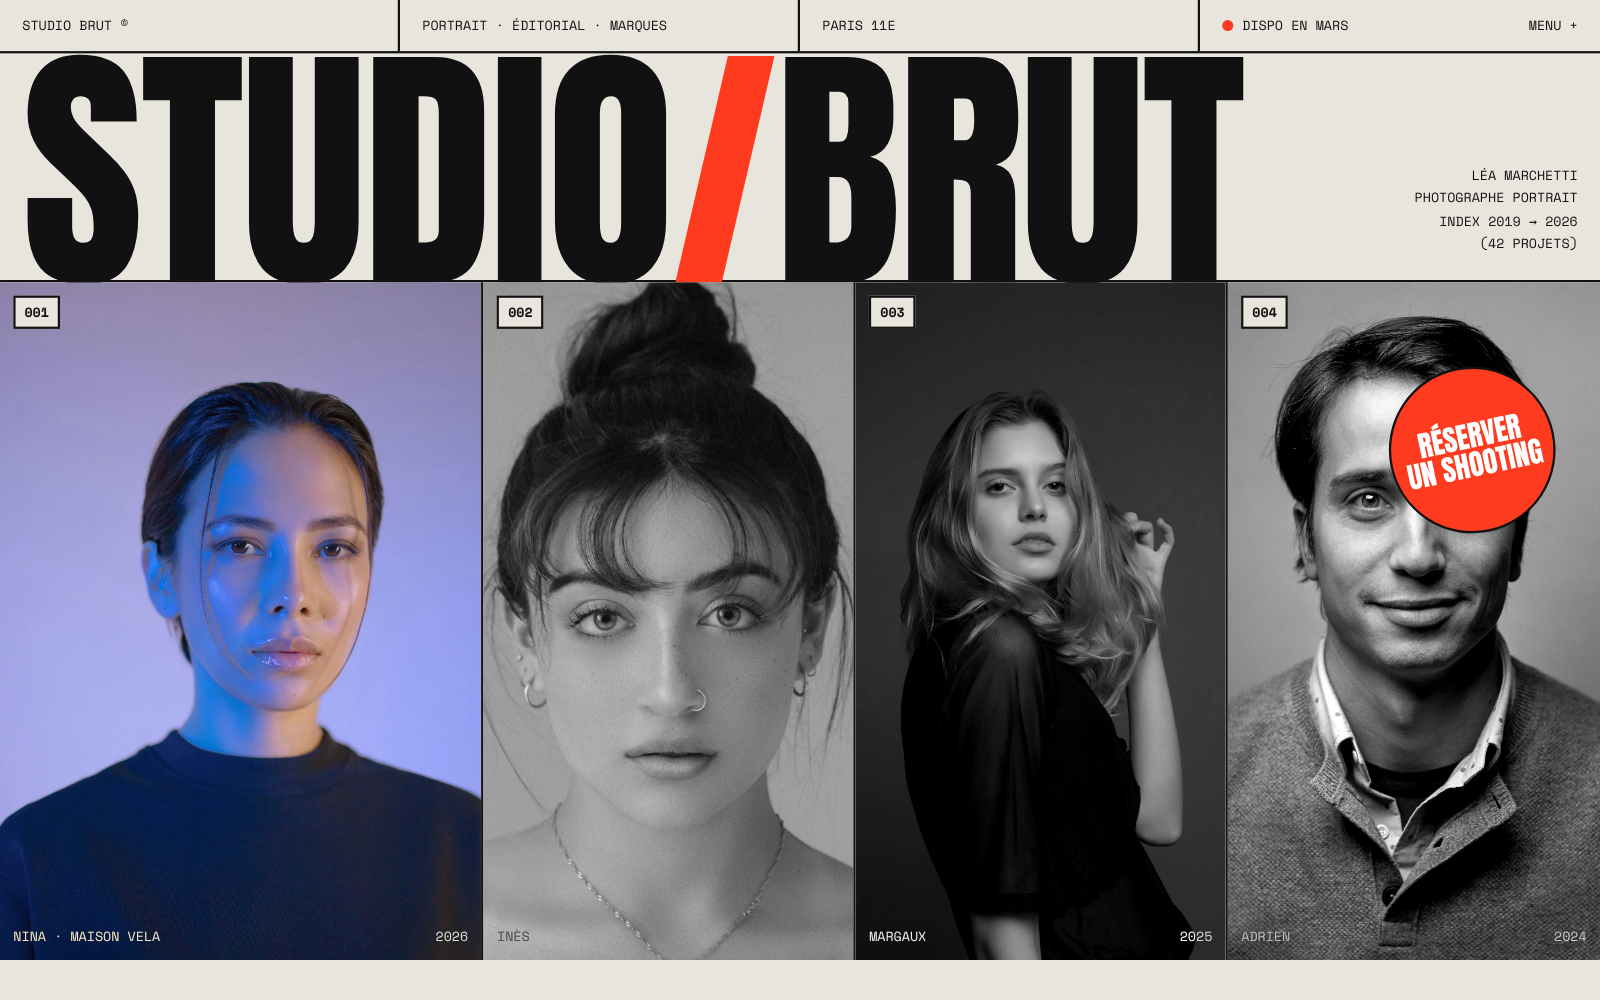 STUDIO BRUT ©
PORTRAIT · ÉDITORIAL · MARQUES
PARIS 11E
DISPO EN MARS
MENU +
STUDIO/BRUT
LÉA MARCHETTI
PHOTOGRAPHE PORTRAIT
INDEX 2019 → 2026
(42 PROJETS)
001
002
003
004
RÉSERVER
UN SHOOTING
NINA · MAISON VELA
2026
INÈS
MARGAUX
2025
ADRIEN
2024